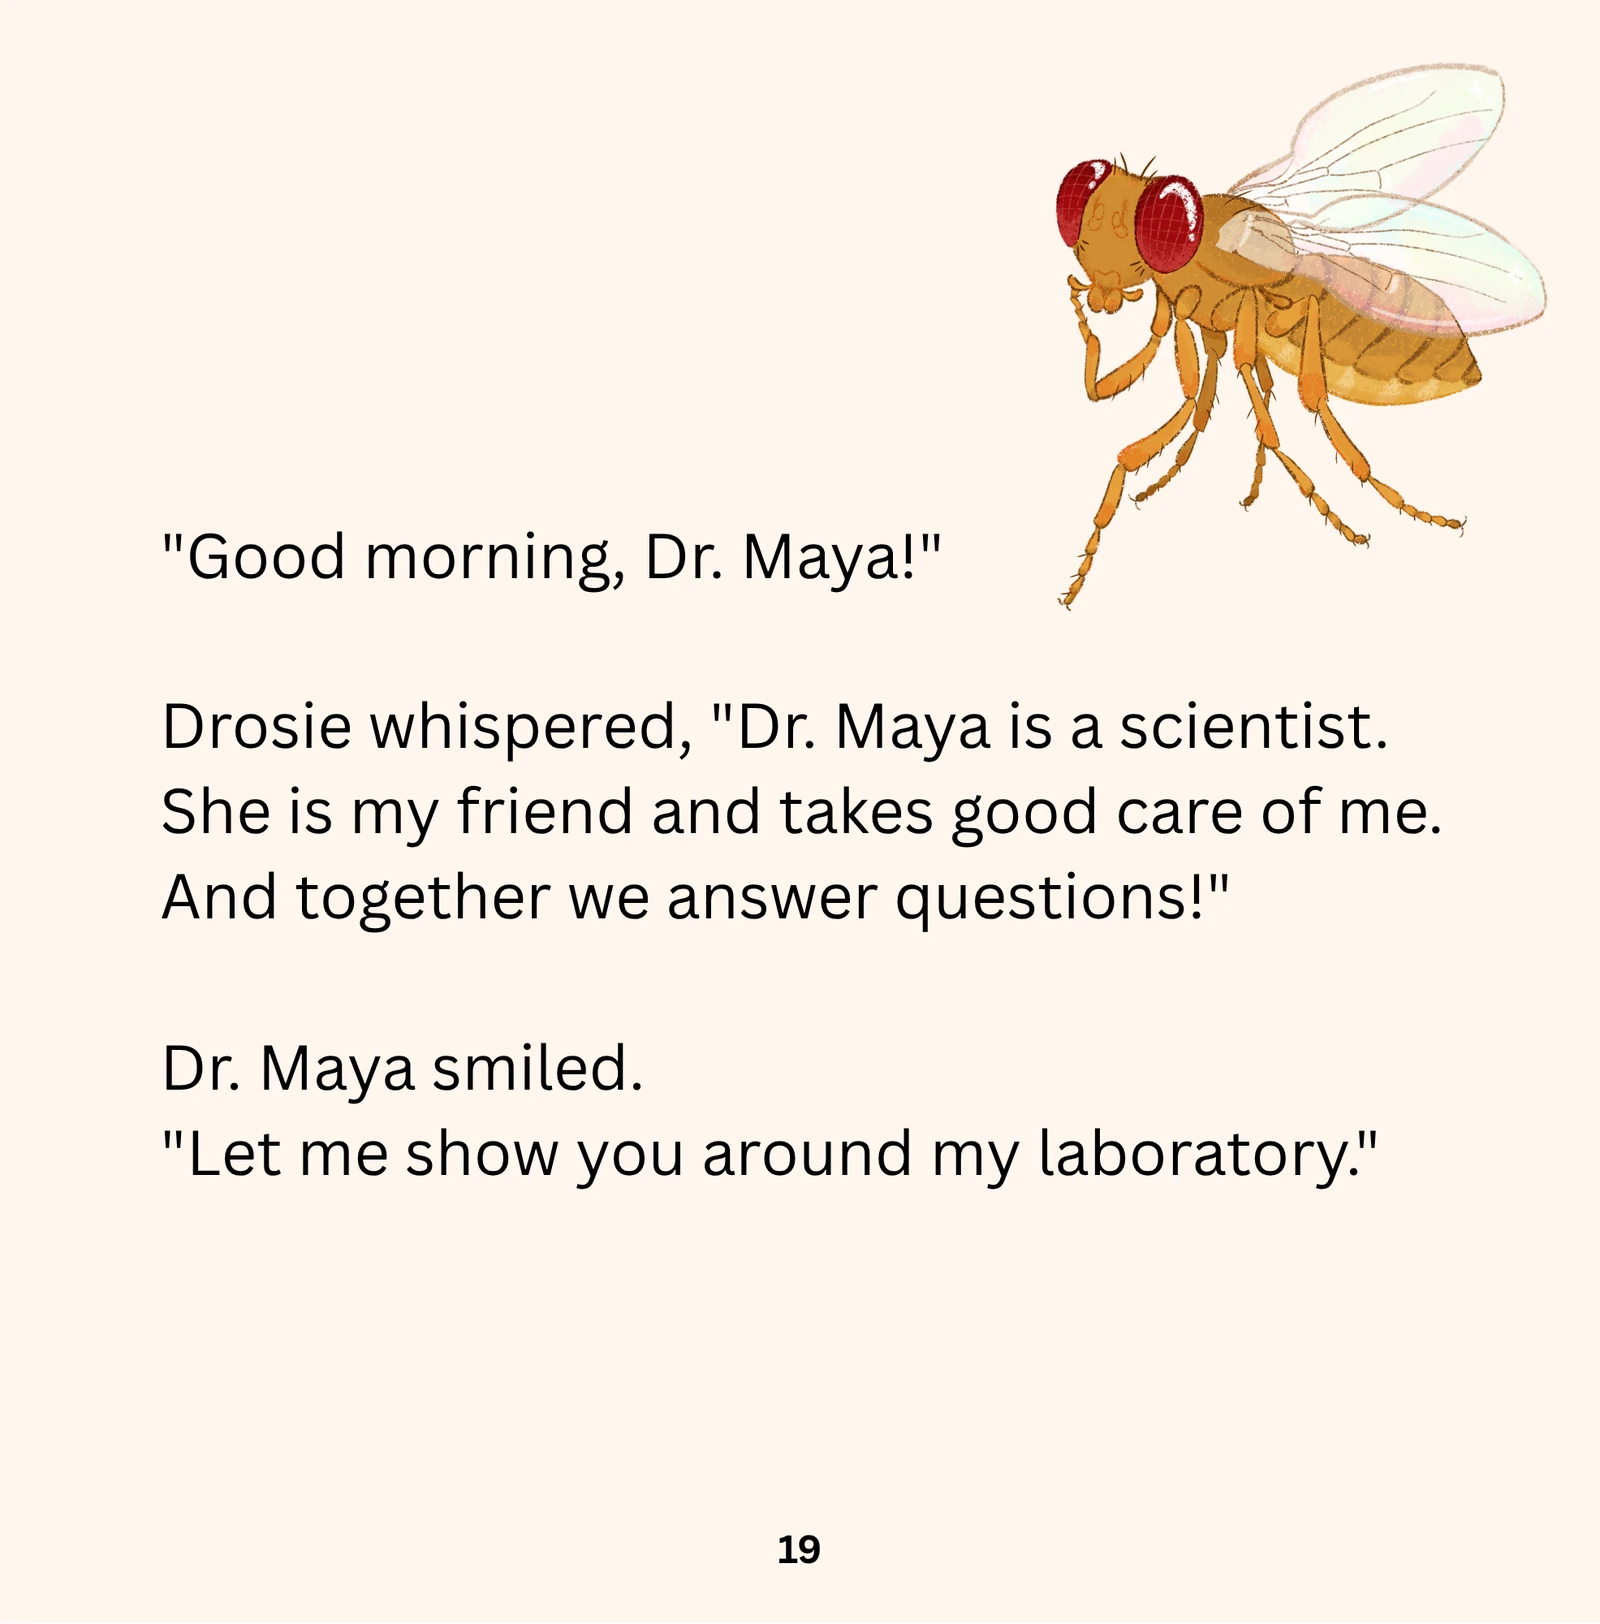 "Good morning, Dr. Maya!"
Drosie whispered, "Dr. Maya is a scientist.
She is my friend and takes good care of me.
And together we answer questions!"
Dr. Maya smiled.
"Let me show you around my laboratory."
19